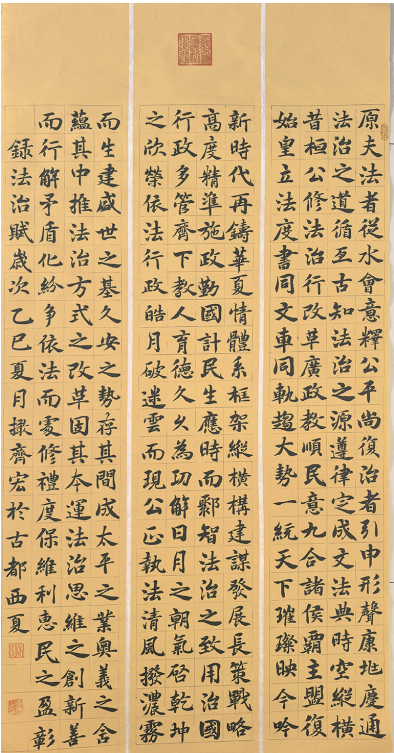 原夫法者從水會意釋公平尚復治者引申形聲康地慶通
法治之道循互古知法治之源遵律定成文法典時空縱橫
昔桓公修法治行改革廣政教順民意九合諸侯霸主盟復
始皇立法度書同文車同軌趨大勢一統天下璀璨映今吟
新時代再鑄華夏情體系框架縱橫構建謀發展長策戰略
高度精準施政勤國計民生應時而鄴智法治之致用治國
行政多管齊下教人育德久久為功解日月之朝氣啓乾坤
之欣榮依法行政皓月破迷雲而現公正執法清風撥濃霧
而生建盛世之基久安之勢存其間成太平之業奧義之舍
蘊其中推法治方式之改革固其本運法治思維之創新善
而行解矛盾化紛爭依法而處修禮度保維利惠民之盈彰
錄法治賦歲次乙巳夏月齊宏於古都西夏